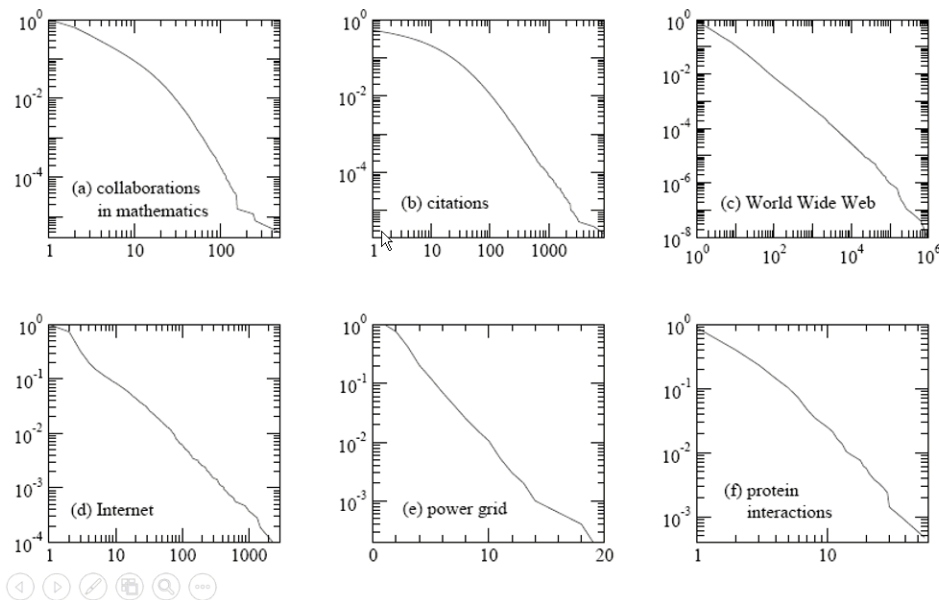 10^0
10^-2
10^-4
(a) collaborations
in mathematics
1 10 100
10^0
10^-2
10^-4
(b) citations
1 10 100 1000
10^0
10^-2
10^-4
10^-6
10^-8
(c) World Wide Web
10^0 10^2 10^4 10^6
10^0
10^-1
10^-2
10^-3
10^-4
(d) Internet
1 10 100 1000
10^0
10^-1
10^-2
10^-3
(e) power grid
0 10 20
10^0
10^-1
10^-2
10^-3
(f) protein
interactions
1 10